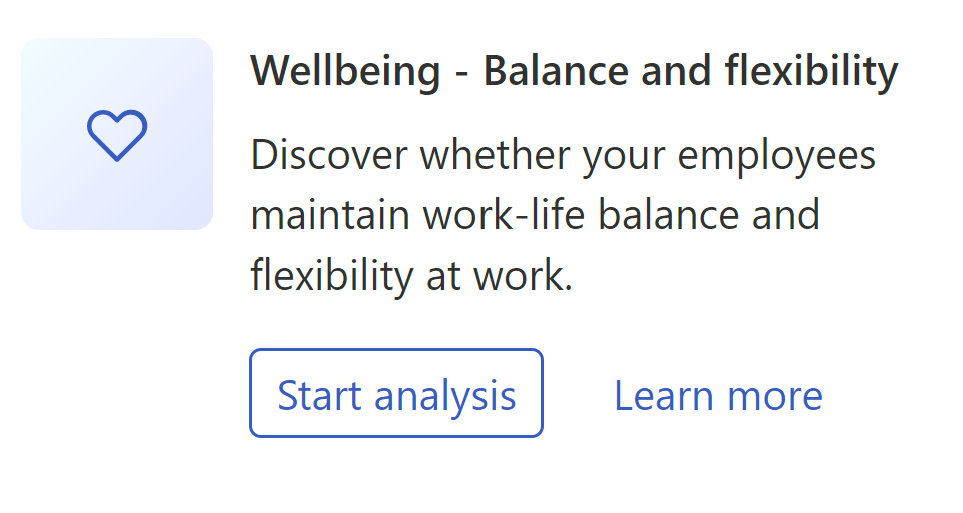 Wellbeing - Balance and flexibility
Discover whether your employees
maintain work-life balance and
flexibility at work.
Start analysis
Learn more